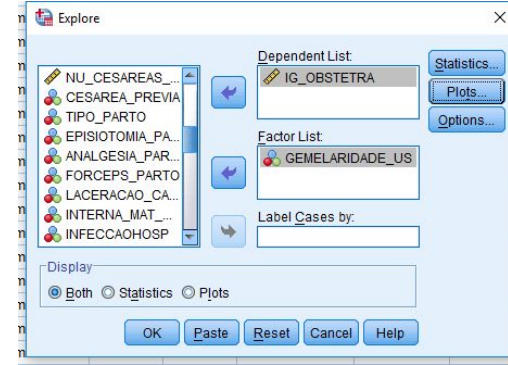 Explore
NU_CESAREAS_...
CESAREA_PREVIA
TIPO_PARTO
EPISIOTOMIA_PA...
ANALGESIA_PAR...
FORCEPS_PARTO
LACERACAO_CA...
INTERNA_MAT_...
INFECCAOHOSP
Dependent List:
IG_OBSTETRA
Factor List:
GEMELARIDADE_US
Label Cases by:
Statistics...
Plots...
Options...
Display
Both Statistics Plots
OK Paste Reset Cancel Help